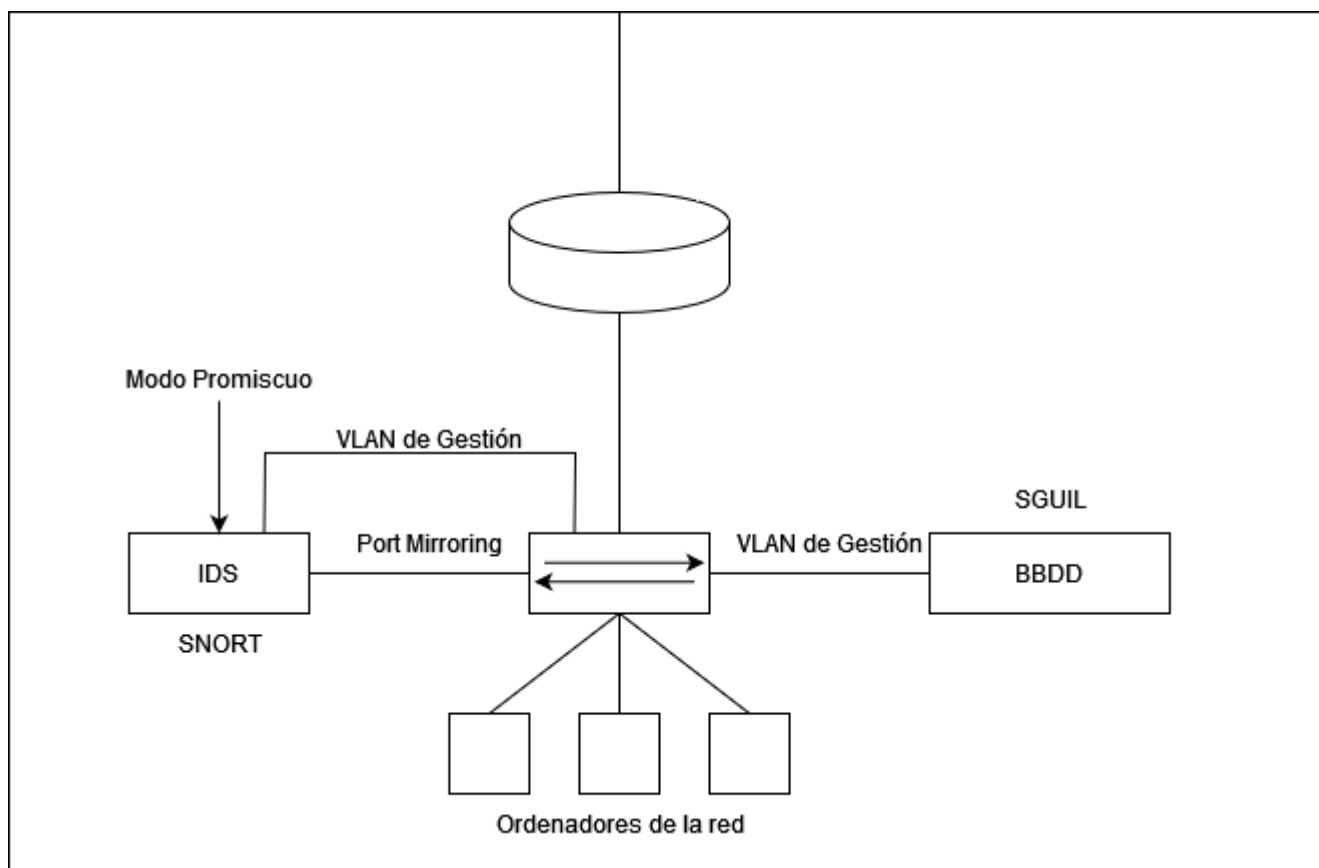 Modo Promiscuo
VLAN de Gestión
SGUIL
Port Mirroring
VLAN de Gestión
IDS
BBDD
SNORT
Ordenadores de la red